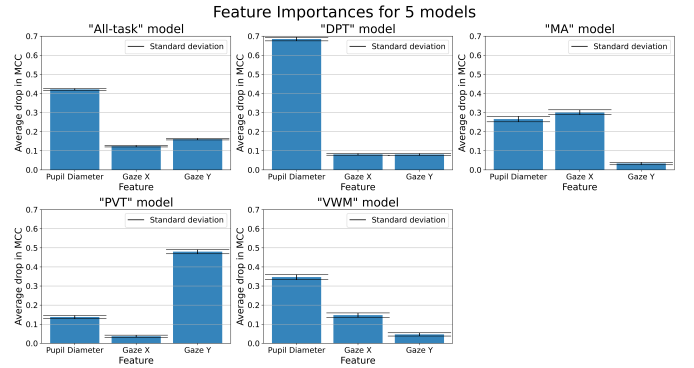 Feature Importances for 5 models
"All-task" model
Average drop in MCC
0.7
0.6
0.5
0.4
0.3
0.2
0.1
0.0
Standard deviation
Pupil Diameter Gaze X Gaze Y
Feature
"DPT" model
Average drop in MCC
0.7
0.6
0.5
0.4
0.3
0.2
0.1
0.0
Standard deviation
Pupil Diameter Gaze X Gaze Y
Feature
"MA" model
Average drop in MCC
0.7
0.6
0.5
0.4
0.3
0.2
0.1
0.0
Standard deviation
Pupil Diameter Gaze X Gaze Y
Feature
"PVT" model
Average drop in MCC
0.7
0.6
0.5
0.4
0.3
0.2
0.1
0.0
Standard deviation
Pupil Diameter Gaze X Gaze Y
Feature
"VWM" model
Average drop in MCC
0.7
0.6
0.5
0.4
0.3
0.2
0.1
0.0
Standard deviation
Pupil Diameter Gaze X Gaze Y
Feature